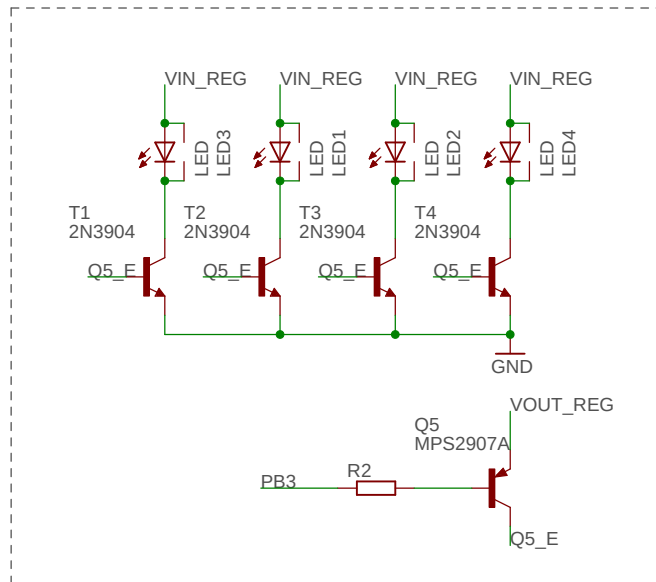 VIN_REG VIN_REG VIN_REG VIN_REG
LED
LED3
LED
LED1
LED
LED2
LED
LED4
T1 T2 T3 T4
2N3904 2N3904 2N3904 2N3904
Q5_E Q5_E Q5_E Q5_E
GND
VOUT_REG
Q5
MPS2907A
R2
PB3
Q5_E